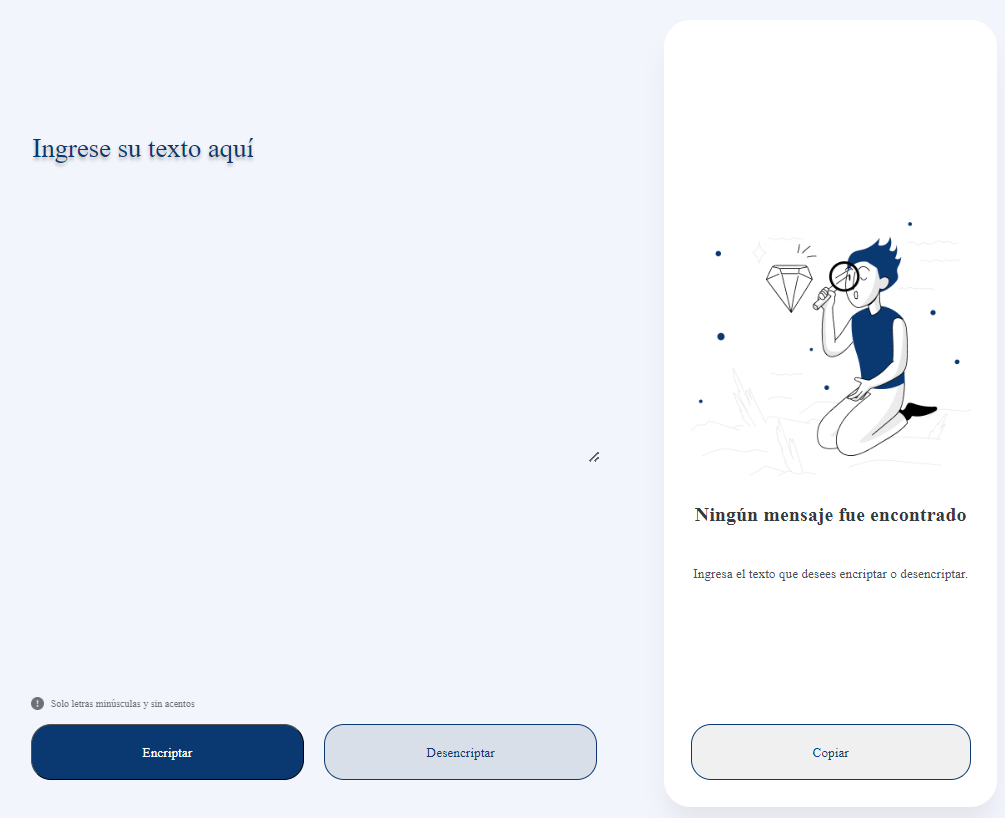 Ingrese su texto aquí
Ningún mensaje fue encontrado
Ingresa el texto que desees encriptar o desencriptar.
Solo letras minúsculas y sin acentos
Encriptar
Desencriptar
Copiar